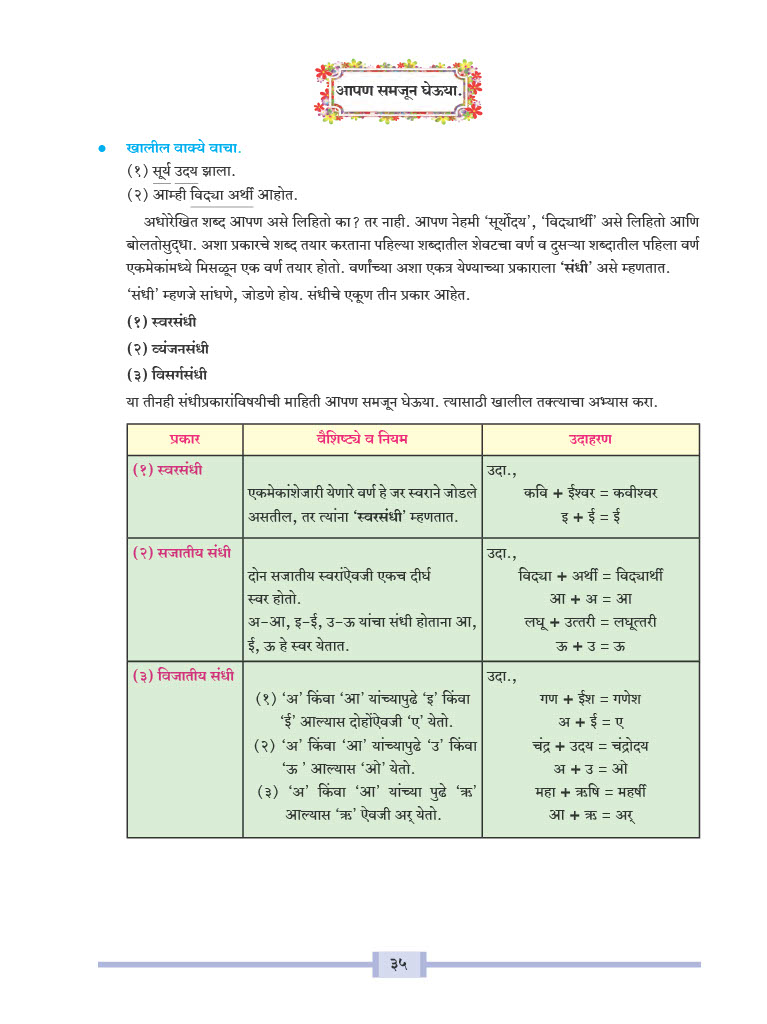 आपण समजून घेऊया.
● खालील वाक्ये वाचा.
(१) सूर्य उदय झाला.
(२) आम्ही विद्या अर्थी आहोत.
अधोरेखित शब्द आपण असे लिहितो का? तर नाही. आपण नेहमी ‘सूर्योदय’, ‘विद्यार्थी’ असे लिहितो आणि
बोलतोसुद्धा. अशा प्रकारचे शब्द तयार करताना पहिल्या शब्दातील शेवटचा वर्ण व दुसऱ्या शब्दातील पहिला वर्ण
एकमेकांमध्ये मिसळून एक वर्ण तयार होतो. वर्णांच्या अशा एकत्र येण्याच्या प्रकाराला ‘संधी’ असे म्हणतात.
‘संधी’ म्हणजे सांधणे, जोडणे होय. संधीचे एकूण तीन प्रकार आहेत.
(१) स्वरसंधी
(२) व्यंजनसंधी
(३) विसर्गसंधी
या तीनही संधीप्रकारांविषयीची माहिती आपण समजून घेऊया. त्यासाठी खालील तक्त्याचा अभ्यास करा.
प्रकार वैशिष्ट्ये व नियम उदाहरण
(१) स्वरसंधी उदा.,
एकमेकांशेजारी येणारे वर्ण हे जर स्वराने जोडले कवि + ईश्वर = कवीश्वर
असतील, तर त्यांना ‘स्वरसंधी’ म्हणतात. इ + ई = ई
(२) सजातीय संधी उदा.,
दोन सजातीय स्वरांऐवजी एकच दीर्घ विद्या + अर्थी = विद्यार्थी
स्वर होतो. आ + अ = आ
अ-आ, इ-ई, उ-ऊ यांचा संधी होताना आ, लघू + उत्तरी = लघूत्तरी
ई, ऊ हे स्वर येतात. ऊ + उ = ऊ
(३) विजातीय संधी उदा.,
(१) ‘अ’ किंवा ‘आ’ यांच्यापुढे ‘इ’ किंवा गण + ईश = गणेश
‘ई’ आल्यास दोहोंऐवजी ‘ए’ येतो. अ + ई = ए
(२) ‘अ’ किंवा ‘आ’ यांच्यापुढे ‘उ’ किंवा चंद्र + उदय = चंद्रोदय
‘ऊ ’ आल्यास ‘ओ’ येतो. अ + उ = ओ
(३) ‘अ’ किंवा ‘आ’ यांच्या पुढे ‘ऋ’ महा + ऋषि = महर्षी
आल्यास ‘ऋ’ ऐवजी अर् येतो. आ + ऋ = अर्
३५